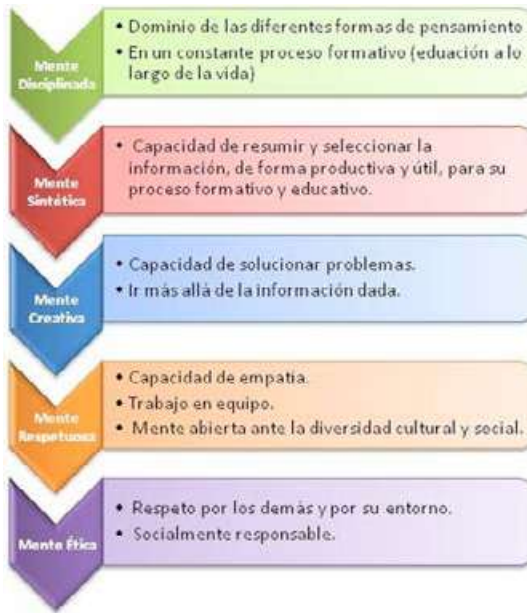 Mente
Disciplinada
• Dominio de las diferentes formas de pensamiento
• En un constante proceso formativo (eduación a lo
largo de la vida)
Mente
Sintética
• Capacidad de resumir y seleccionar la
información, de forma productiva y útil, para su
proceso formativo y educativo.
Mente
Creativa
• Capacidad de solucionar problemas.
• Ir más allá de la información dada.
Mente
Respetuosa
• Capacidad de empatia.
• Trabajo en equipo.
• Mente abierta ante la diversidad cultural y social.
Mente Ética
• Respeto por los demás y por su entorno.
• Socialmente responsable.